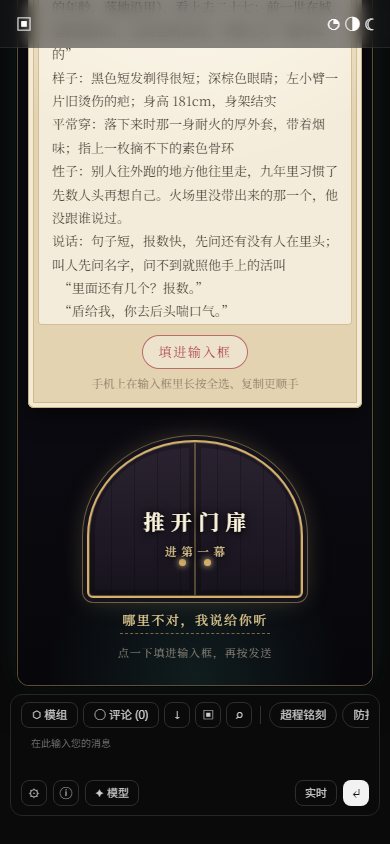 的”
样子：黑色短发剃得很短；深棕色眼睛；左小臂一
片旧烫伤的疤；身高 181cm，身架结实
平常穿：落下来时那一身耐火的厚外套，带着烟
味；指上一枚摘不下的素色骨环
性子：别人往外跑的地方他往里走，九年里习惯了
先数人头再想自己。火场里没带出来的那一个，他
没跟谁说过。
说话：句子短，报数快，先问还有没有人在里头；
叫人先问名字，问不到就照他手上的活叫
“里面还有几个？报数。”
“盾给我，你去后头喘口气。”
填进输入框
手机上在输入框里长按全选、复制更顺手
推开门扉
进第一幕
哪里不对，我说给你听
点一下填进输入框，再按发送
模组
评论 (0)
超程铭刻
在此输入您的消息
模型
实时